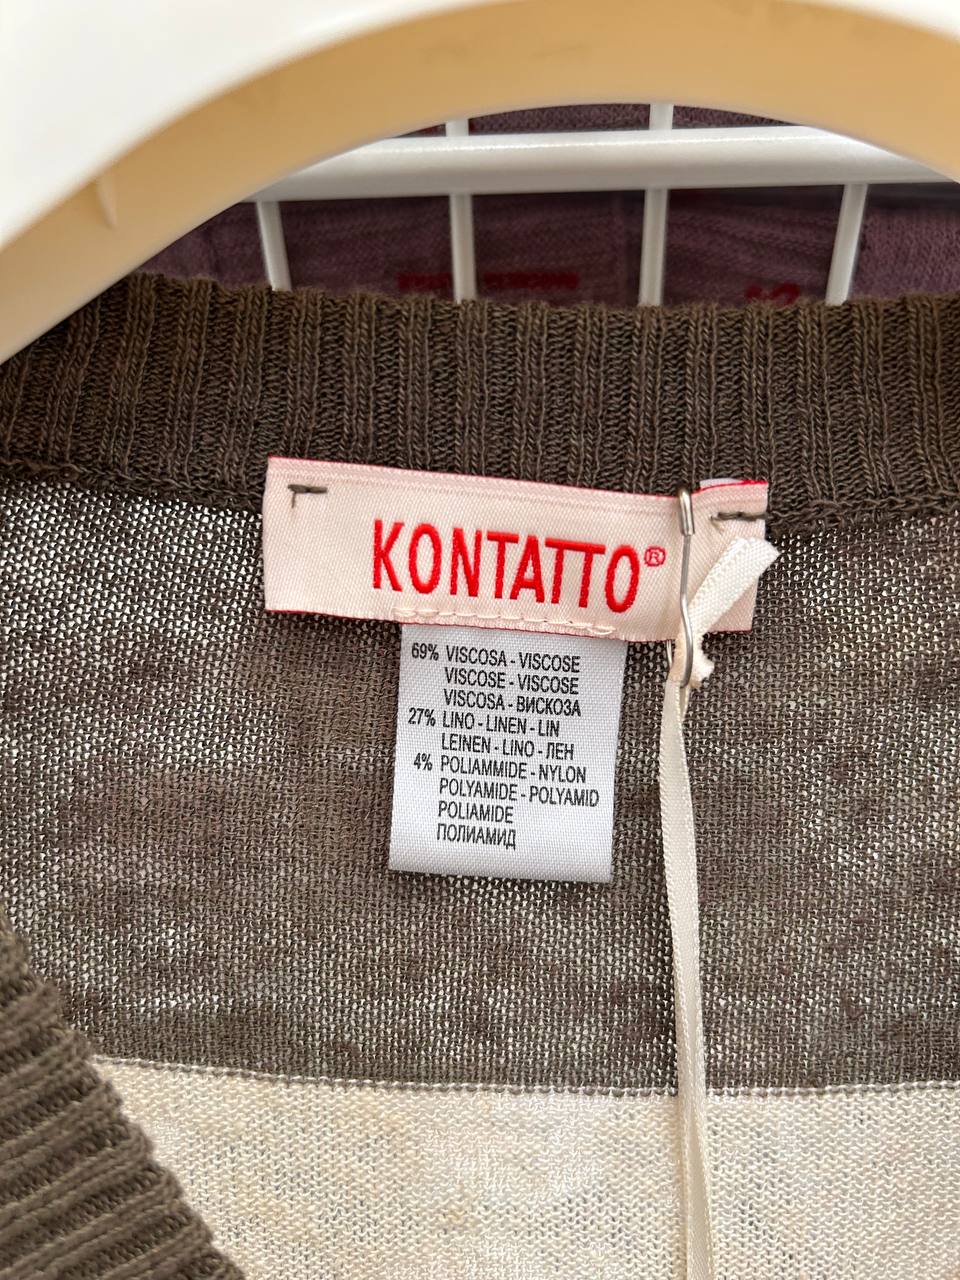 KONTATTO®
69% VISCOSA - VISCOSE
VISCOSE - VISCOSE
VISCOSA - ВИСКОЗА
27% LINO - LINEN - LIN
LEINEN - LINO - ЛЕН
4% POLIAMMIDE - NYLON
POLYAMIDE - POLYAMID
POLIAMIDE
ПОЛИАМИД